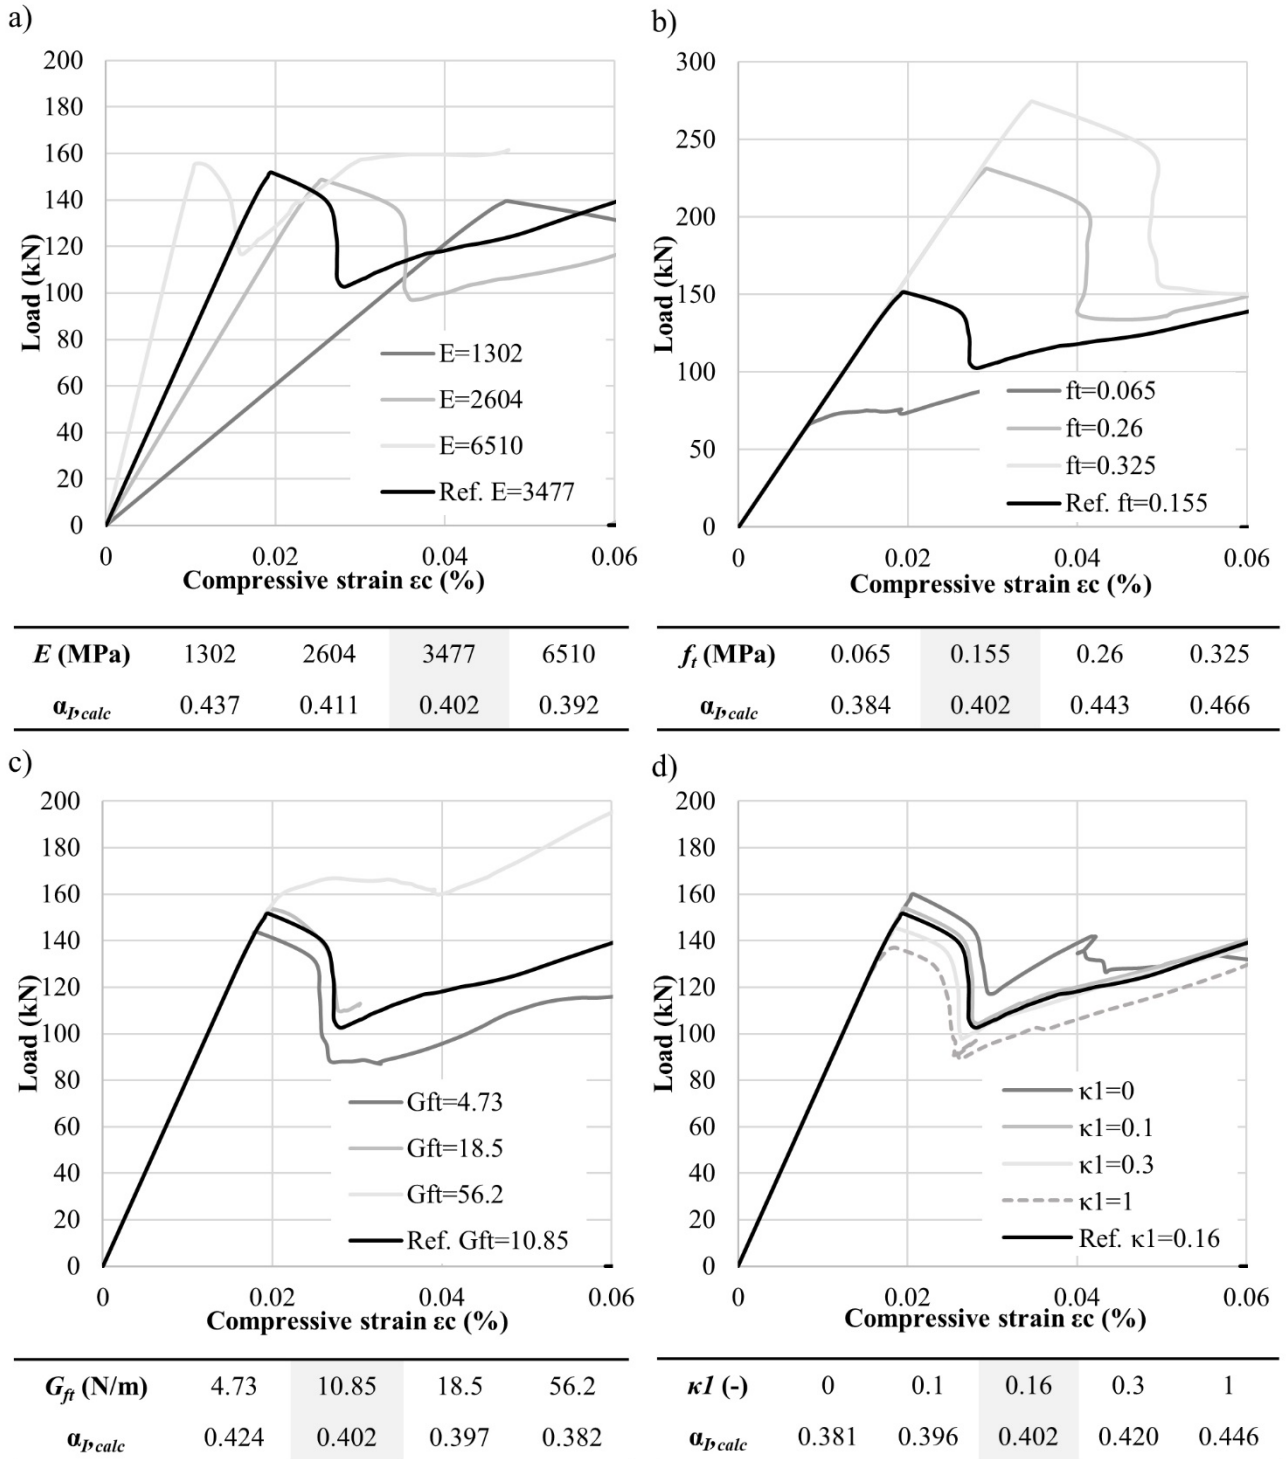 a)
200
180
160
140
120
100
80
60
40
20
0
Load (kN)
E=1302
E=2604
E=6510
Ref. E=3477
0 0.02 0.04 0.06
Compressive strain εc (%)
E (MPa) 1302 2604 3477 6510
αI,calc 0.437 0.411 0.402 0.392
b)
300
250
200
150
100
50
0
Load (kN)
ft=0.065
ft=0.26
ft=0.325
Ref. ft=0.155
0 0.02 0.04 0.06
Compressive strain εc (%)
ft (MPa) 0.065 0.155 0.26 0.325
αI,calc 0.384 0.402 0.443 0.466
c)
200
180
160
140
120
100
80
60
40
20
0
Load (kN)
Gft=4.73
Gft=18.5
Gft=56.2
Ref. Gft=10.85
0 0.02 0.04 0.06
Compressive strain εc (%)
Gft (N/m) 4.73 10.85 18.5 56.2
αI,calc 0.424 0.402 0.397 0.382
d)
200
180
160
140
120
100
80
60
40
20
0
Load (kN)
κ1=0
κ1=0.1
κ1=0.3
κ1=1
Ref. κ1=0.16
0 0.02 0.04 0.06
Compressive strain εc (%)
κ1 (-) 0 0.1 0.16 0.3 1
αI,calc 0.381 0.396 0.402 0.420 0.446